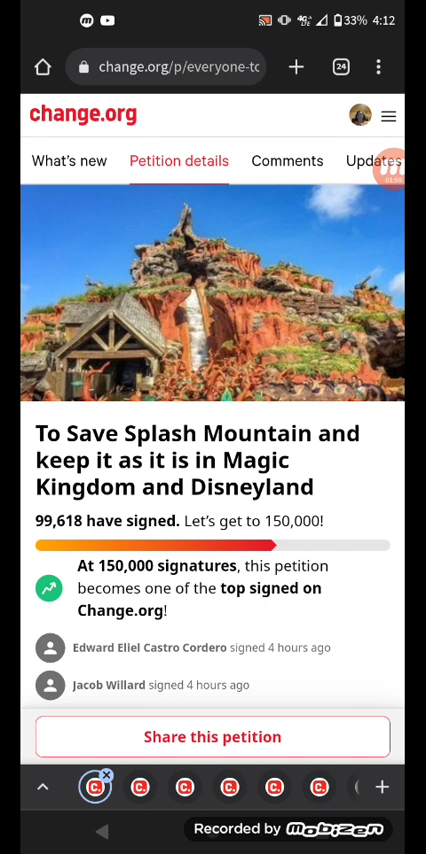 33% 4:12
change.org/p/everyone-to
24
change.org
What's new Petition details Comments Updates
01:55
To Save Splash Mountain and
keep it as it is in Magic
Kingdom and Disneyland
99,618 have signed. Let's get to 150,000!
At 150,000 signatures, this petition
becomes one of the top signed on
Change.org!
Edward Eliel Castro Cordero signed 4 hours ago
Jacob Willard signed 4 hours ago
Share this petition
C. C. C. C. C. C.
Recorded by Mobizen